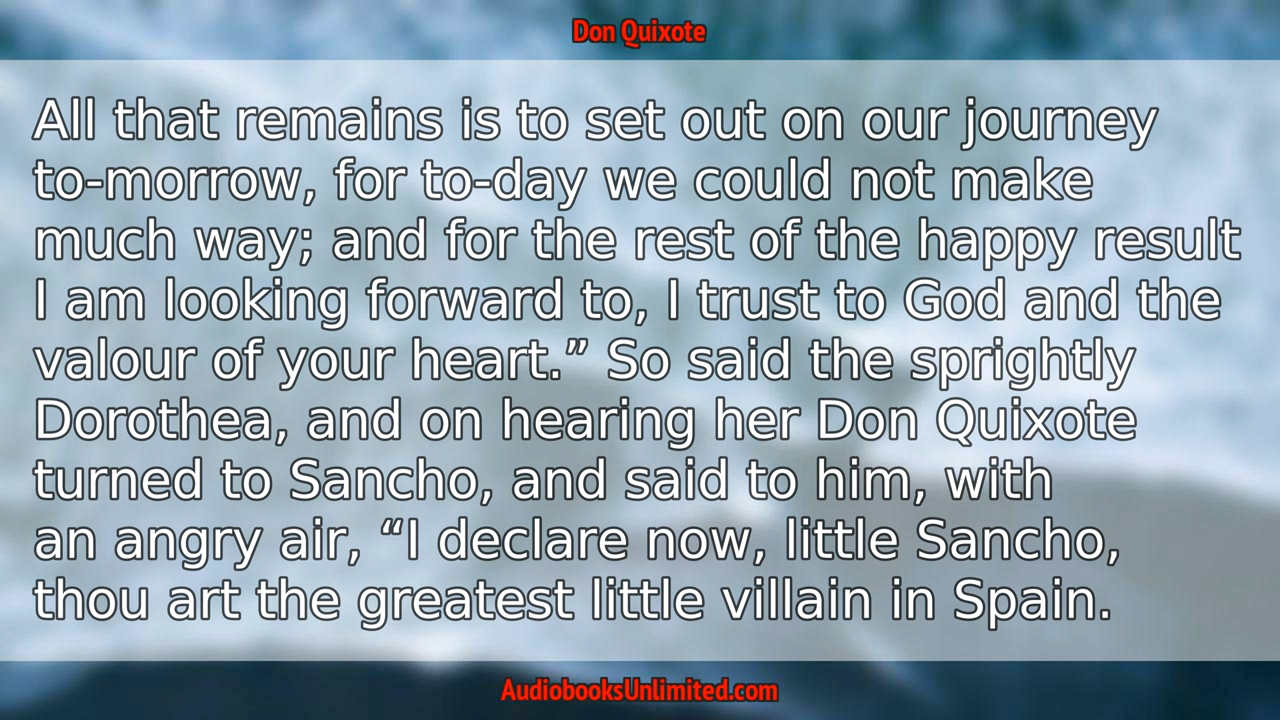 Don Quixote
All that remains is to set out on our journey
to-morrow, for to-day we could not make
much way; and for the rest of the happy result
I am looking forward to, I trust to God and the
valour of your heart.” So said the sprightly
Dorothea, and on hearing her Don Quixote
turned to Sancho, and said to him, with
an angry air, “I declare now, little Sancho,
thou art the greatest little villain in Spain.
AudiobooksUnlimited.com